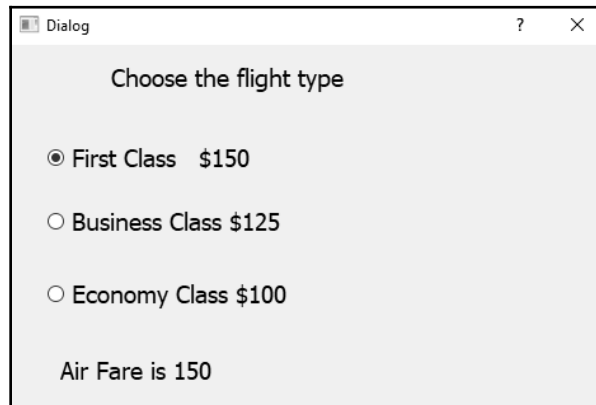 Dialog ?
Choose the flight type
First Class $150
Business Class $125
Economy Class $100
Air Fare is 150